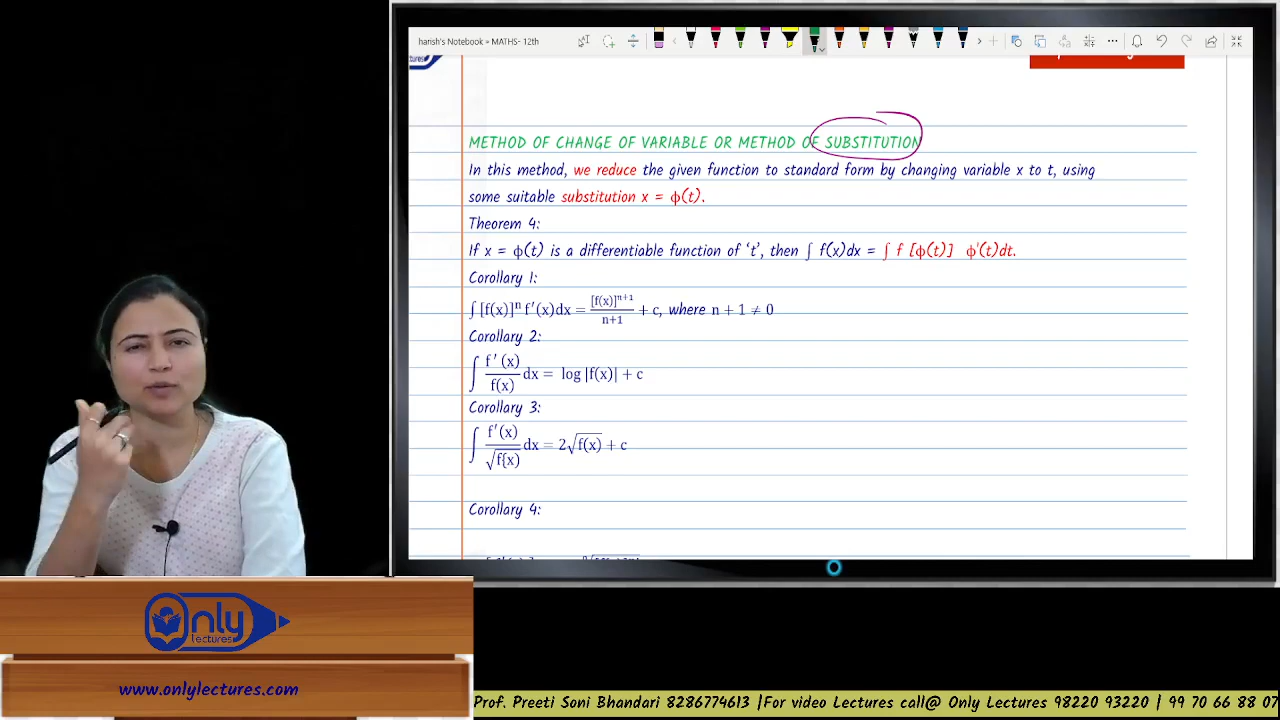 harish's Notebook » MATHS- 12th
METHOD OF CHANGE OF VARIABLE OR METHOD OF SUBSTITUTION
In this method, we reduce the given function to standard form by changing variable x to t, using
some suitable substitution x = ϕ(t).
Theorem 4:
If x = ϕ(t) is a differentiable function of ‘t’, then ∫ f(x)dx = ∫ f [ϕ(t)] ϕ'(t)dt.
Corollary 1:
∫ [f(x)]ⁿ f′(x)dx = [f(x)]ⁿ⁺¹/n+1 + c, where n + 1 ≠ 0
Corollary 2:
∫ f′(x)/f(x) dx = log |f(x)| + c
Corollary 3:
∫ f′(x)/√f{x) dx = 2√f(x) + c
Corollary 4:
Only
lectures
www.onlylectures.com
Prof. Preeti Soni Bhandari 8286774613 |For video Lectures call@ Only Lectures 98220 93220 | 99 70 66 88 07